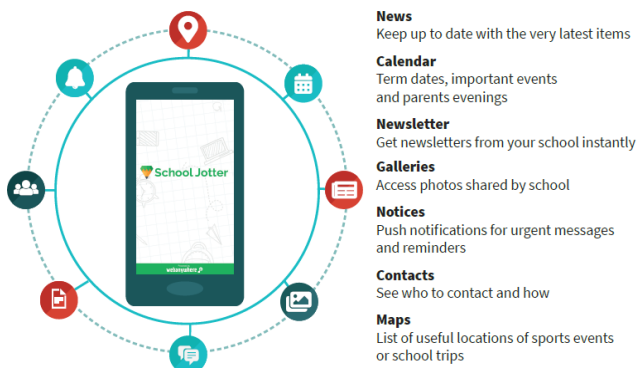 School Jotter
News
Keep up to date with the very latest items
Calendar
Term dates, important events
and parents evenings
Newsletter
Get newsletters from your school instantly
Galleries
Access photos shared by school
Notices
Push notifications for urgent messages
and reminders
Contacts
See who to contact and how
Maps
List of useful locations of sports events
or school trips